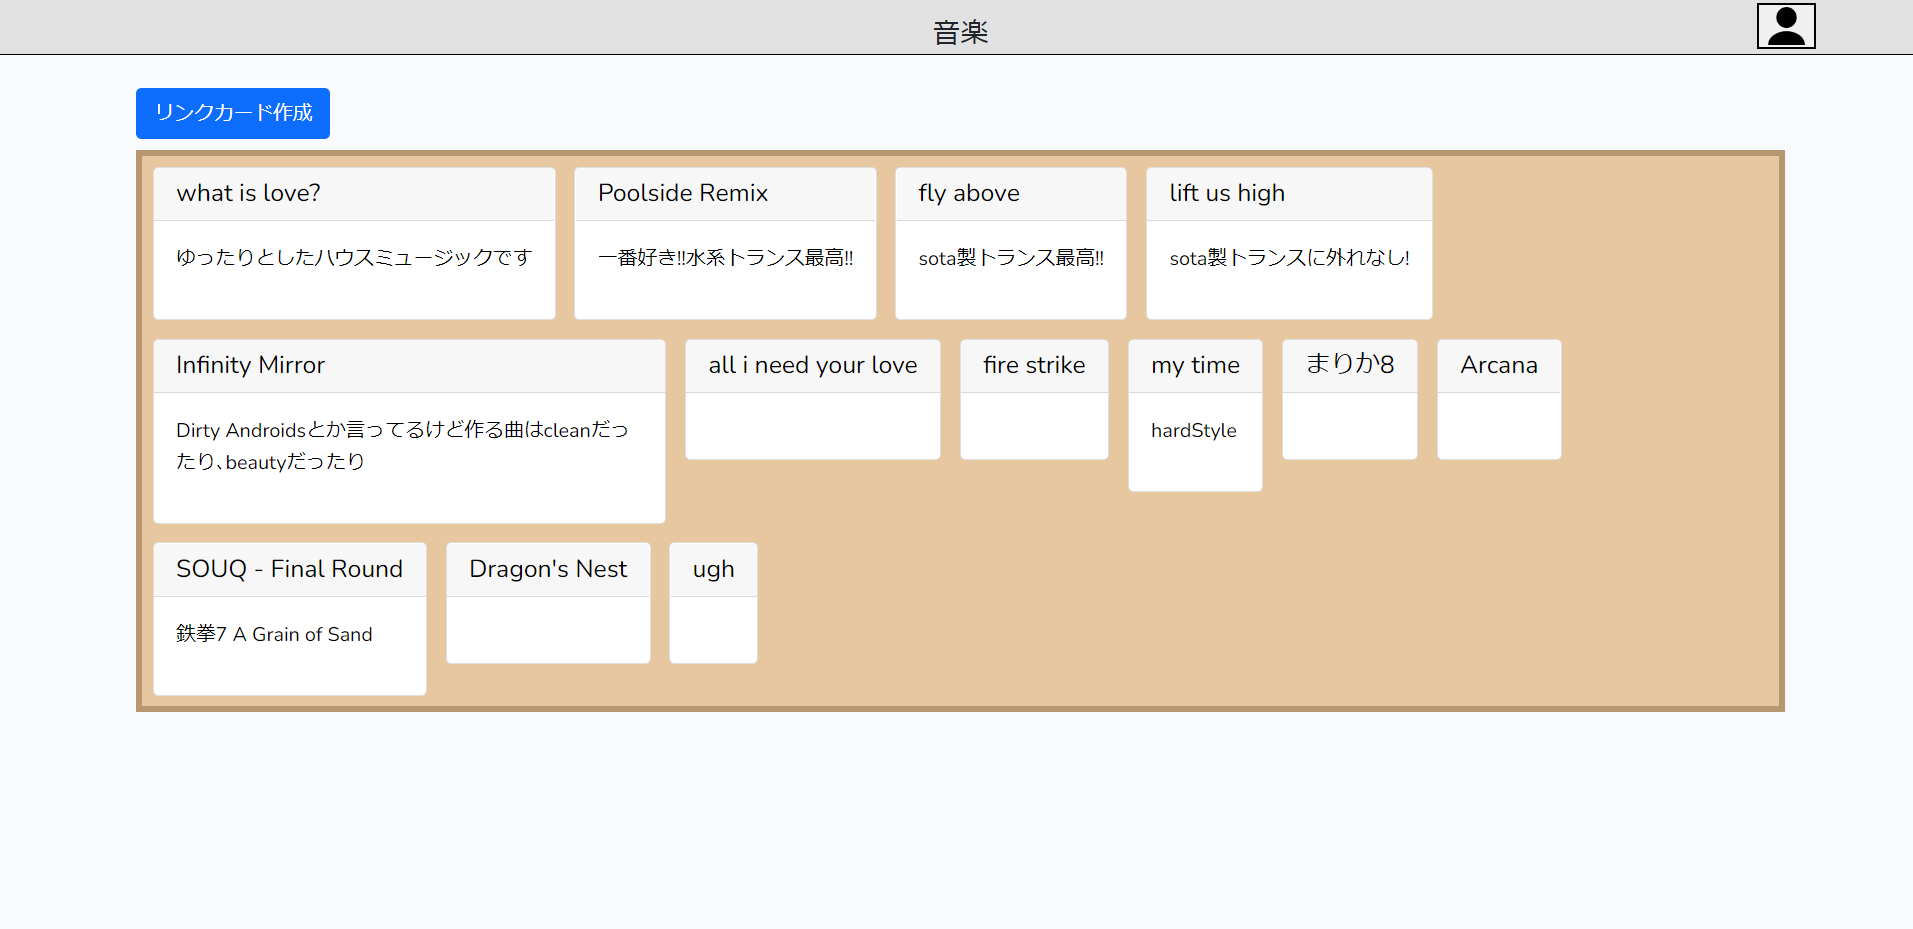 音楽
リンクカード作成
what is love?
ゆったりとしたハウスミュージックです
Poolside Remix
一番好き!!水系トランス最高!!
fly above
sota製トランス最高!!
lift us high
sota製トランスに外れなし!
Infinity Mirror
Dirty Androidsとか言ってるけど作る曲はcleanだっ
たり、beautyだったり
all i need your love
fire strike
my time
hardStyle
まりか8
Arcana
SOUQ - Final Round
鉄拳7 A Grain of Sand
Dragon's Nest
ugh